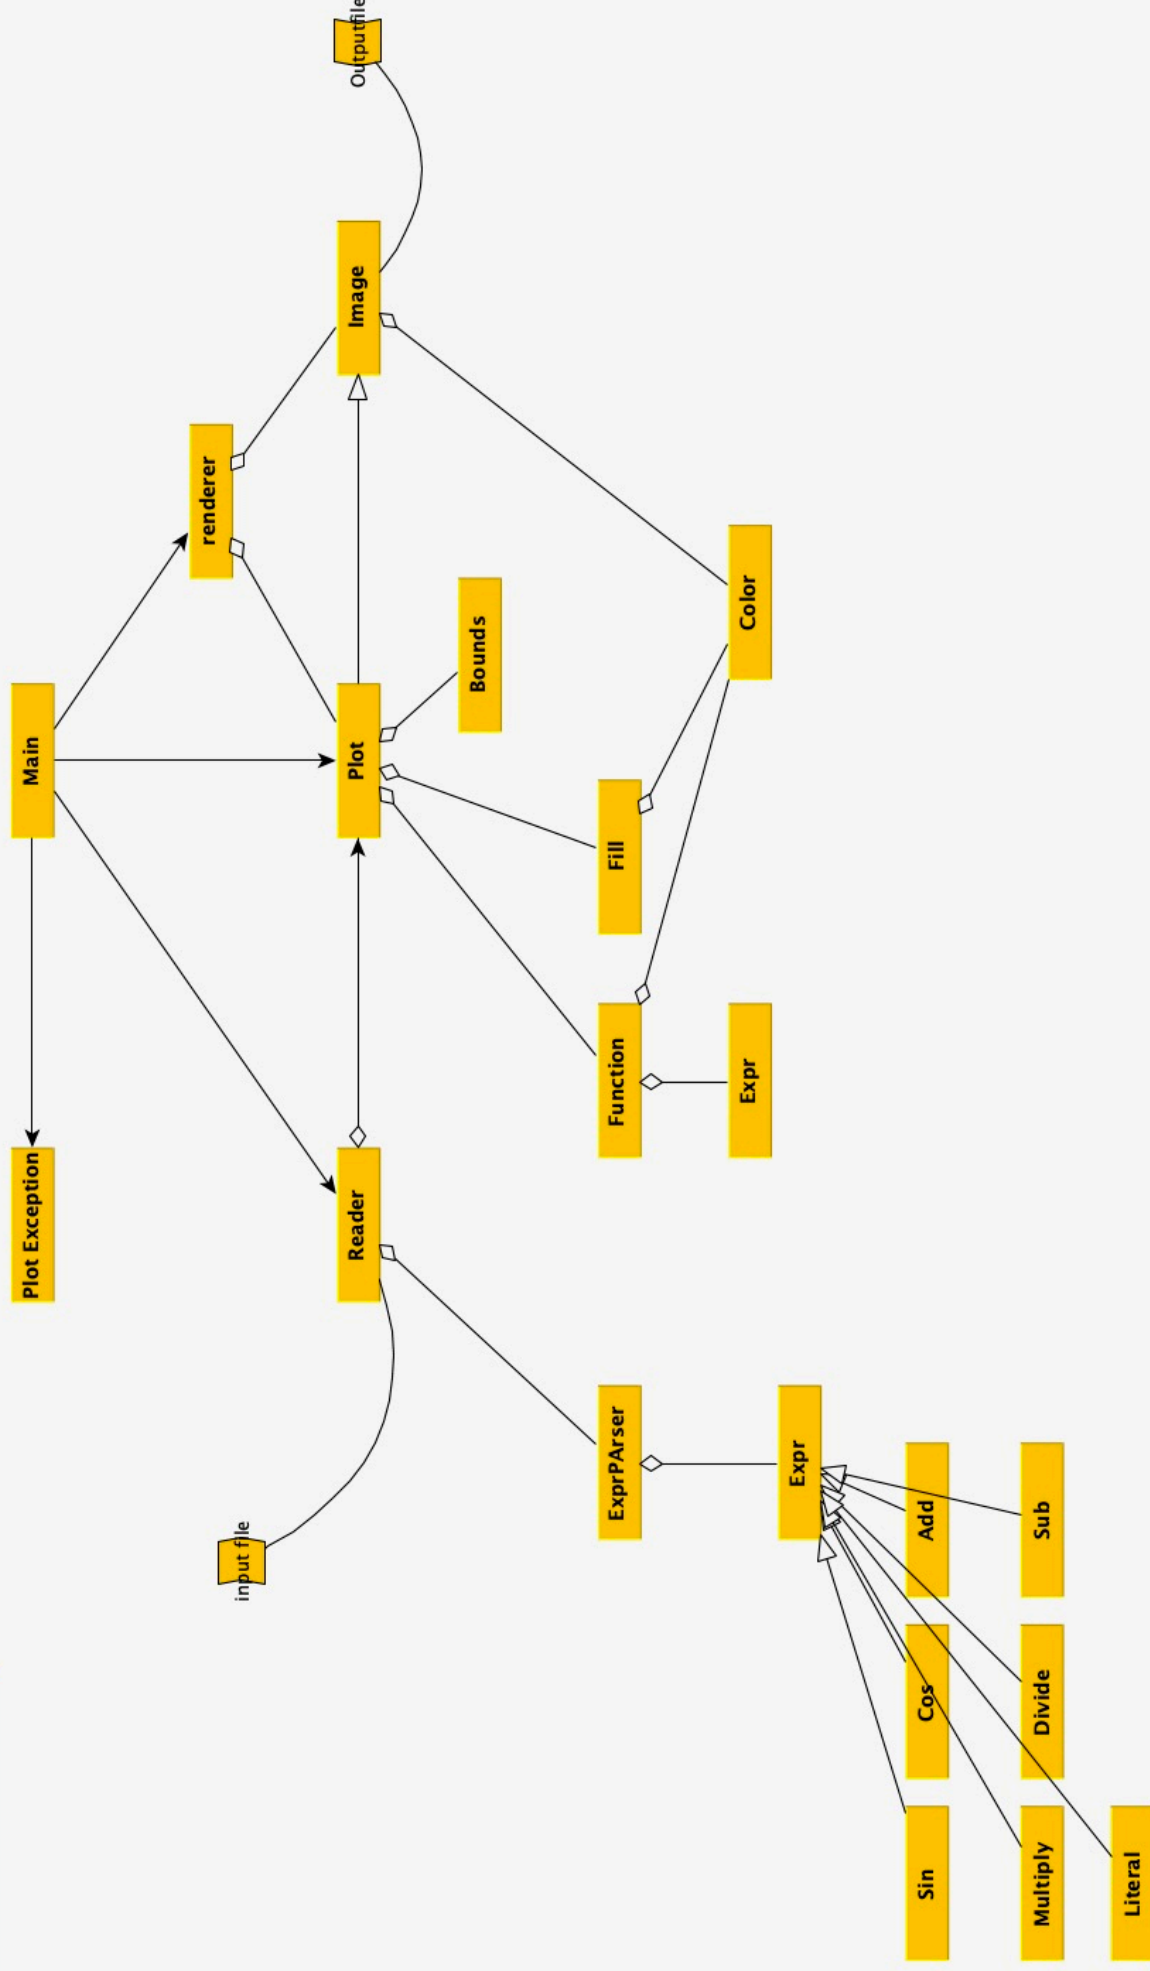 Plot Exception
Main
renderer
input file
Reader
Plot
Image
Outputfile
Bounds
ExprPArser
Function
Fill
Expr
Color
Expr
Sin
Cos
Add
Multiply
Divide
Sub
Literal